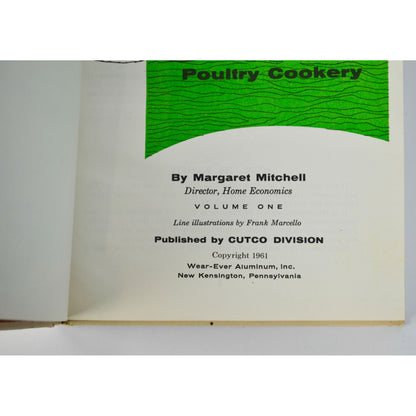 Poultry Cookery
By Margaret Mitchell
Director, Home Economics
VOLUME ONE
Line illustrations by Frank Marcello
Published by CUTCO DIVISION
Copyright 1961
Wear-Ever Aluminum, Inc.
New Kensington, Pennsylvania